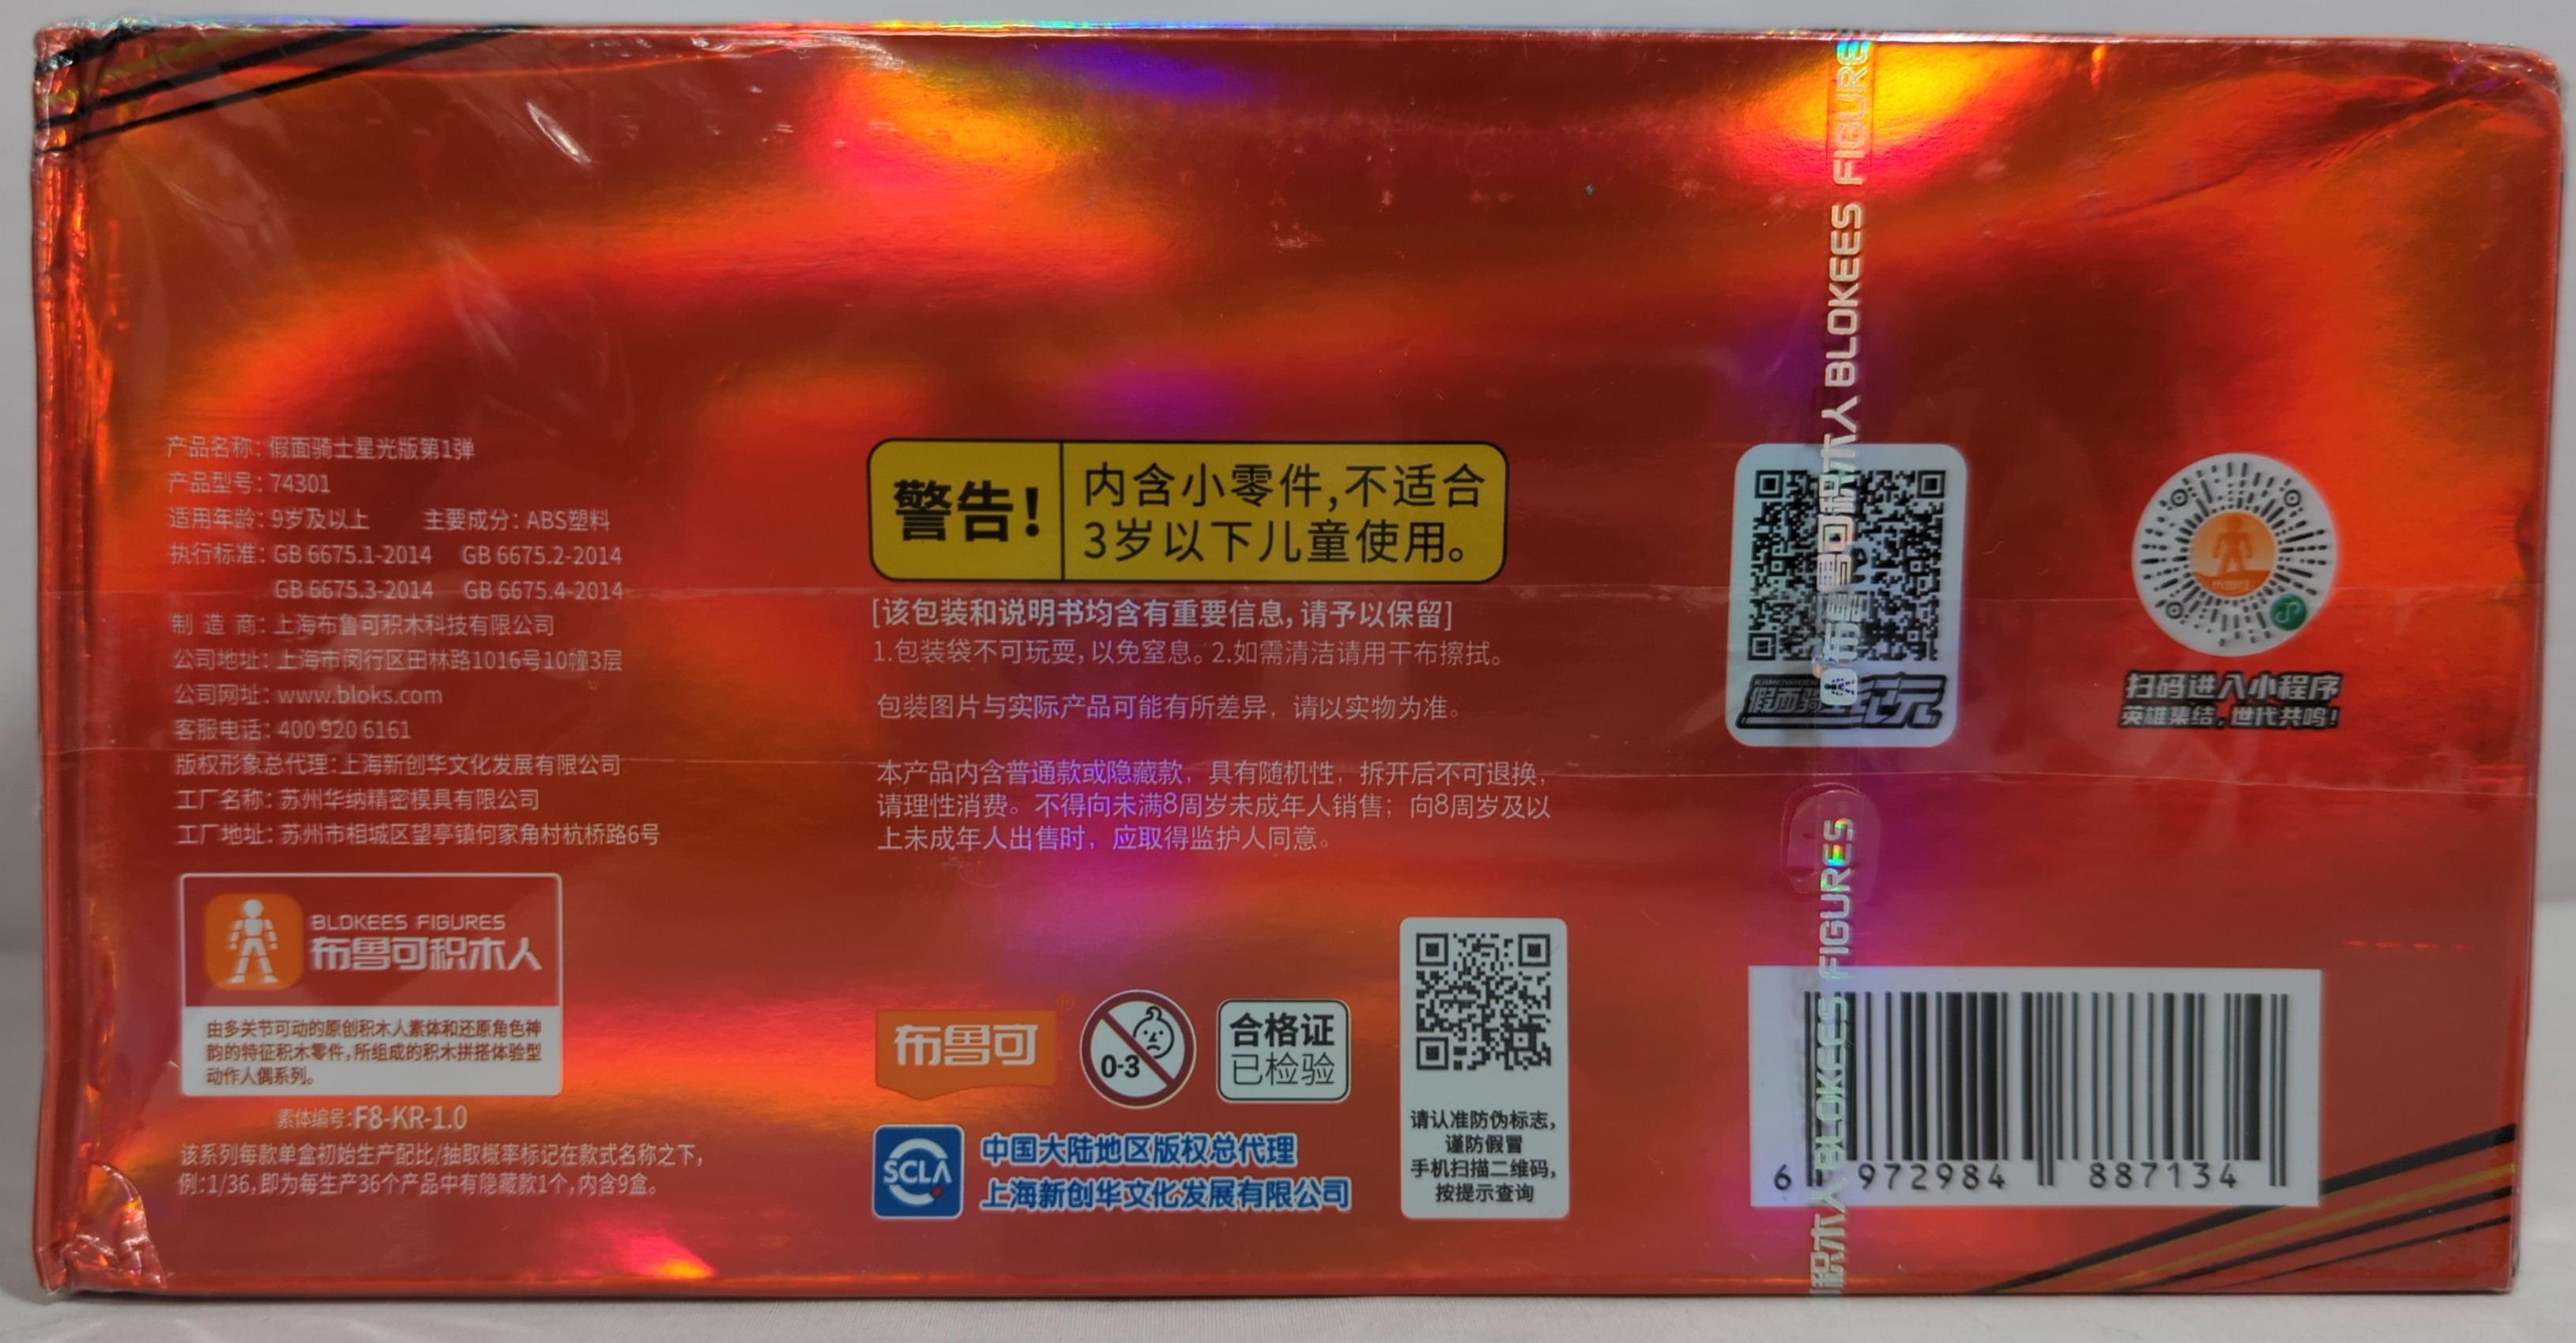 产品名称：假面骑士星光版第1弹
产品型号：74301
适用年龄：9岁及以上 主要成分：ABS塑料
执行标准：GB 6675.1-2014 GB 6675.2-2014
GB 6675.3-2014 GB 6675.4-2014
制 造 商：上海布鲁可积木科技有限公司
公司地址：上海市闵行区田林路1016号10幢3层
公司网址：www.bloks.com
客服电话：400 920 6161
版权形象总代理：上海新创华文化发展有限公司
工厂名称：苏州华纳精密模具有限公司
工厂地址：苏州市相城区望亭镇何家角村杭桥路6号
BLOKEES FIGURES
布鲁可积木人
由多关节可动的原创积木人素体和还原角色神
韵的特征积木零件，所组成的积木拼搭体验型
动作人偶系列。
素体编号：F8-KR-1.0
该系列每款单盒初始生产配比/抽取概率标记在款式名称之下，
例：1/36，即为每生产36个产品中有隐藏款1个，内含9盒。
警告！
内含小零件，不适合
3岁以下儿童使用。
[该包装和说明书均含有重要信息，请予以保留]
1.包装袋不可玩耍，以免窒息。2.如需清洁请用干布擦拭。
包装图片与实际产品可能有所差异，请以实物为准。
本产品内含普通款或隐藏款，具有随机性，拆开后不可退换，
请理性消费。不得向未满8周岁未成年人销售；向8周岁及以
上未成年人出售时，应取得监护人同意。
布鲁可®
0-3
合格证
已检验
SCLA
中国大陆地区版权总代理
上海新创华文化发展有限公司
请认准防伪标志，
谨防假冒
手机扫描二维码，
按提示查询
布鲁可积木人 BLOKEES FIGURES
积木人 BLOKEES FIGURES
假面骑
扫码进入小程序
英雄集结，世代共鸣！
6 972984 887134